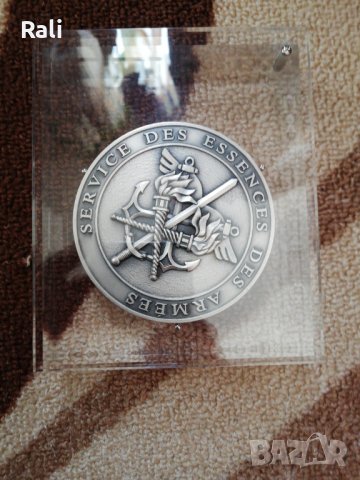 Rali
SERVICE DES ESSENCES DES ARMEES
BAZAR